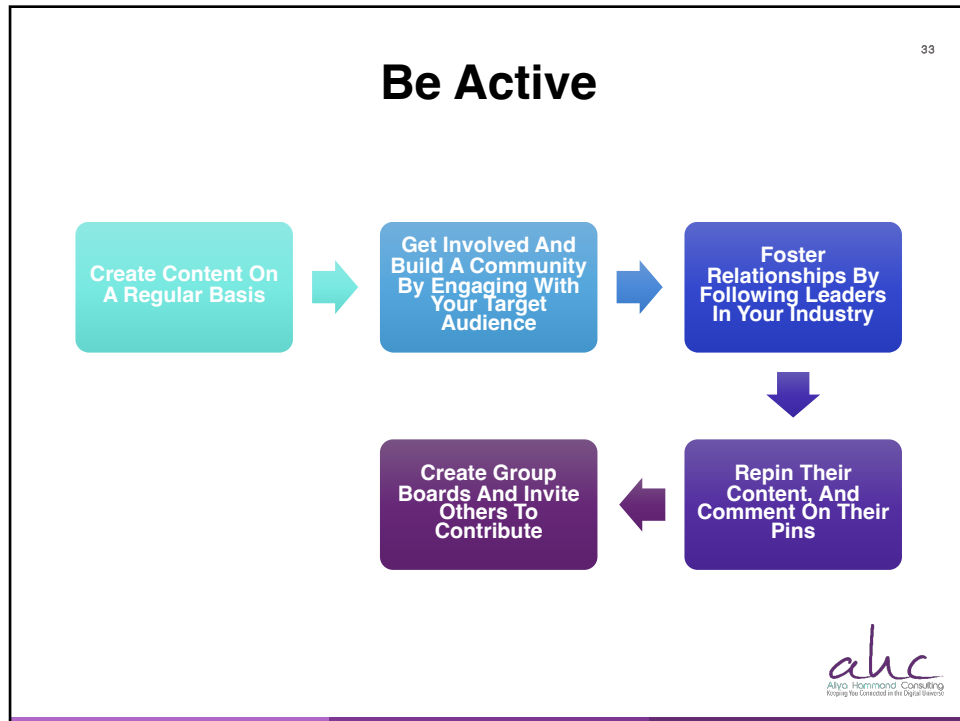 33
Be Active
Create Content On
A Regular Basis
Get Involved And
Build A Community
By Engaging With
Your Target
Audience
Foster
Relationships By
Following Leaders
In Your Industry
Repin Their
Content, And
Comment On Their
Pins
Create Group
Boards And Invite
Others To
Contribute
ahc
Aliya Hammond Consulting
Keeping You Connected in the Digital Universe